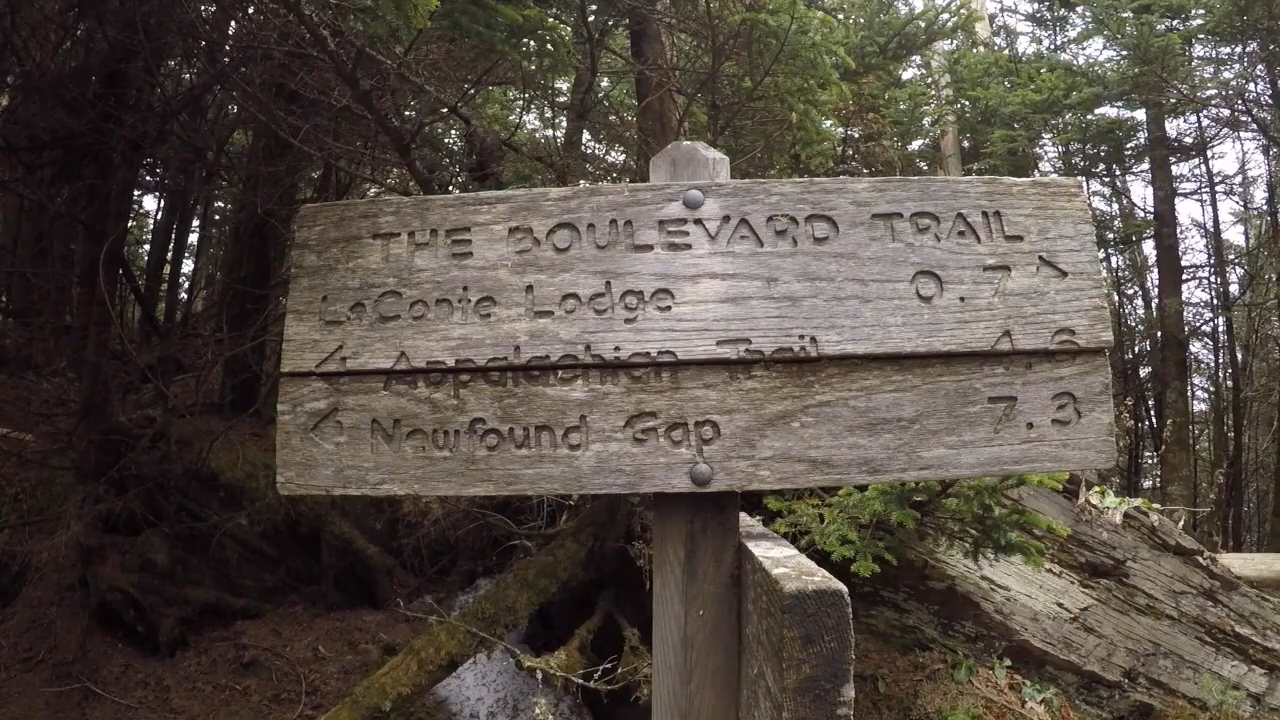 THE BOULEVARD TRAIL
LeConte Lodge 0.7 >
< Appalachian Trail 4.6
< Newfound Gap 7.3